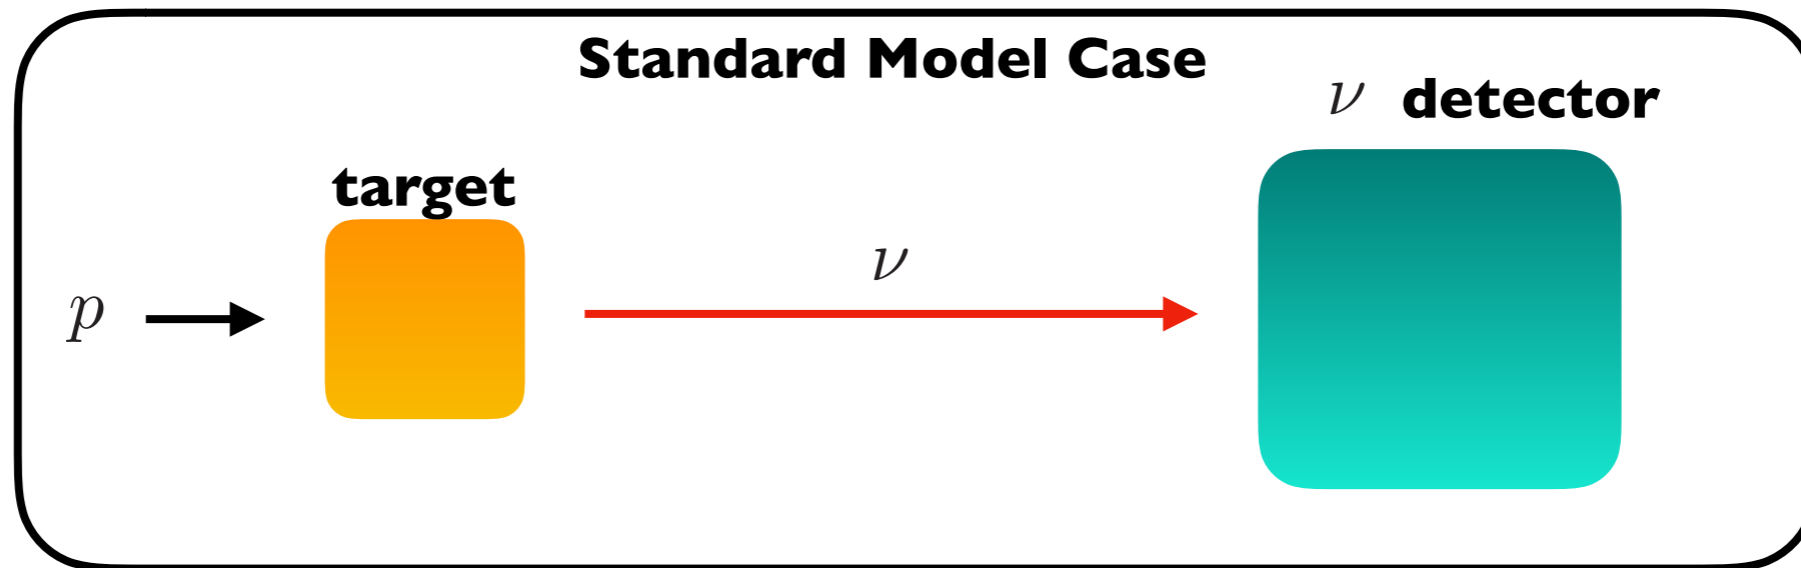 Standard Model Case
ν detector
target
ν
p